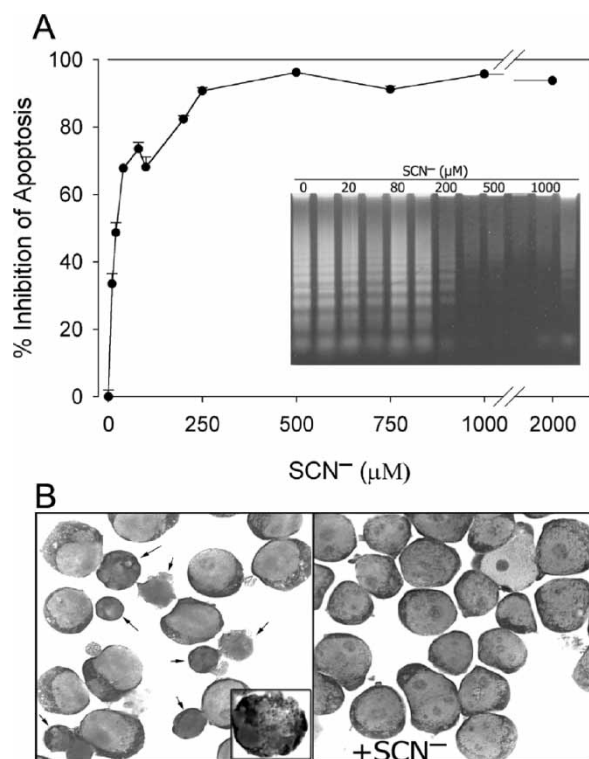 A
% Inhibition of Apoptosis
100
80
60
40
20
0
SCN⁻ (µM)
0 20 80 200 500 1000
0 250 500 750 1000 2000
SCN⁻ (µM)
B
+SCN⁻